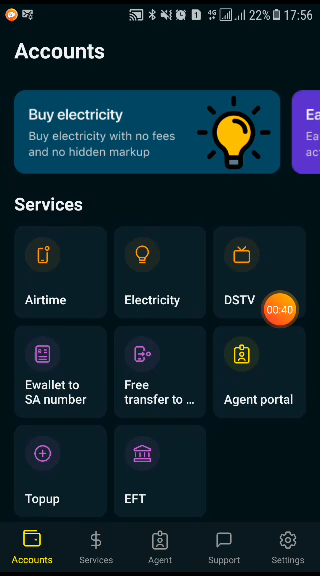 4G 22% 17:56
Accounts
Buy electricity
Buy electricity with no fees
and no hidden markup
Ea
ac
Services
Airtime
Electricity
DSTV
00:40
Ewallet to
SA number
Free
transfer to ...
Agent portal
Topup
EFT
Accounts
Services
Agent
Support
Settings